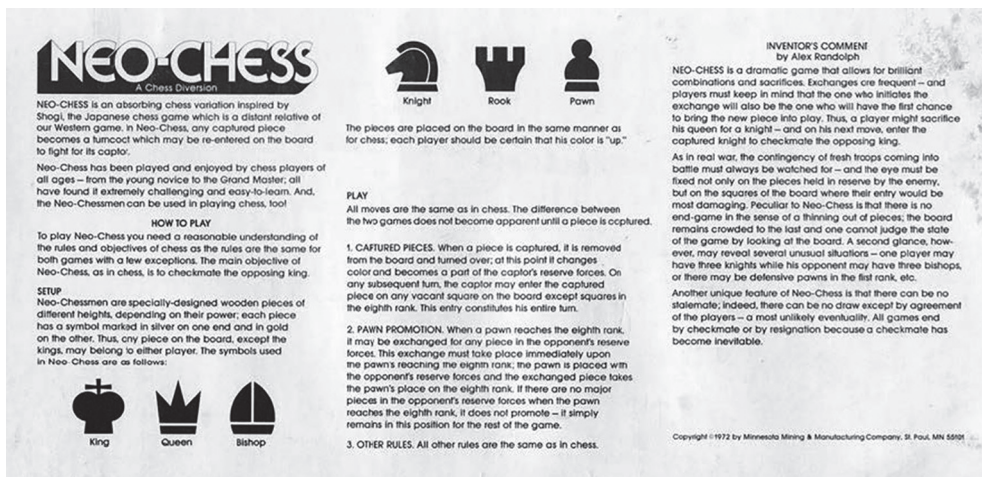 NEO-CHESS
A Chess Diversion
NEO-CHESS is an absorbing chess variation inspired by
Shogi, the Japanese chess game which is a distant relative of
our Western game. In Neo-Chess, any captured piece
becomes a turncoat which may be re-entered on the board
to fight for its captor.
Neo-Chess has been played and enjoyed by chess players of
all ages – from the young novice to the Grand Master; all
have found it extremely challenging and easy-to-learn. And,
the Neo-Chessmen can be used in playing chess, too!
HOW TO PLAY
To play Neo-Chess you need a reasonable understanding of
the rules and objectives of chess as the rules are the same for
both games with a few exceptions. The main objective of
Neo-Chess, as in chess, is to checkmate the opposing king.
SETUP
Neo-Chessmen are specially-designed wooden pieces of
different heights, depending on their power; each piece
has a symbol marked in silver on one end and in gold
on the other. Thus, any piece on the board, except the
kings, may belong to either player. The symbols used
in Neo-Chess are as follows:
King Queen Bishop
Knight Rook Pawn
The pieces are placed on the board in the same manner as
for chess; each player should be certain that his color is "up."
PLAY
All moves are the same as in chess. The difference between
the two games does not become apparent until a piece is captured.
1. CAPTURED PIECES. When a piece is captured, it is removed
from the board and turned over; at this point it changes
color and becomes a part of the captor's reserve forces. On
any subsequent turn, the captor may enter the captured
piece on any vacant square on the board except squares in
the eighth rank. This entry constitutes his entire turn.
2. PAWN PROMOTION. When a pawn reaches the eighth rank,
it may be exchanged for any piece in the opponent's reserve
forces. This exchange must take place immediately upon
the pawn's reaching the eighth rank; the pawn is placed with
the opponent's reserve forces and the exchanged piece takes
the pawn's place on the eighth rank. If there are no major
pieces in the opponent's reserve forces when the pawn
reaches the eighth rank, it does not promote – it simply
remains in this position for the rest of the game.
3. OTHER RULES. All other rules are the same as in chess.
INVENTOR'S COMMENT
by Alex Randolph
NEO-CHESS is a dramatic game that allows for brilliant
combinations and sacrifices. Exchanges are frequent – and
players must keep in mind that the one who initiates the
exchange will also be the one who will have the first chance
to bring the new piece into play. Thus, a player might sacrifice
his queen for a knight – and on his next move, enter the
captured knight to checkmate the opposing king.
As in real war, the contingency of fresh troops coming into
battle must always be watched for – and the eye must be
fixed not only on the pieces held in reserve by the enemy,
but on the squares of the board where their entry would be
most damaging. Peculiar to Neo-Chess is that there is no
end-game in the sense of a thinning out of pieces; the board
remains crowded to the last and one cannot judge the state
of the game by looking at the board. A second glance, how-
ever, may reveal several unusual situations – one player may
have three knights while his opponent may have three bishops,
or there may be defensive pawns in the first rank, etc.
Another unique feature of Neo-Chess is that there can be no
stalemate; indeed, there can be no draw except by agreement
of the players – a most unlikely eventuality. All games end
by checkmate or by resignation because a checkmate has
become inevitable.
Copyright ©1972 by Minnesota Mining & Manufacturing Company, St. Paul, MN 55101